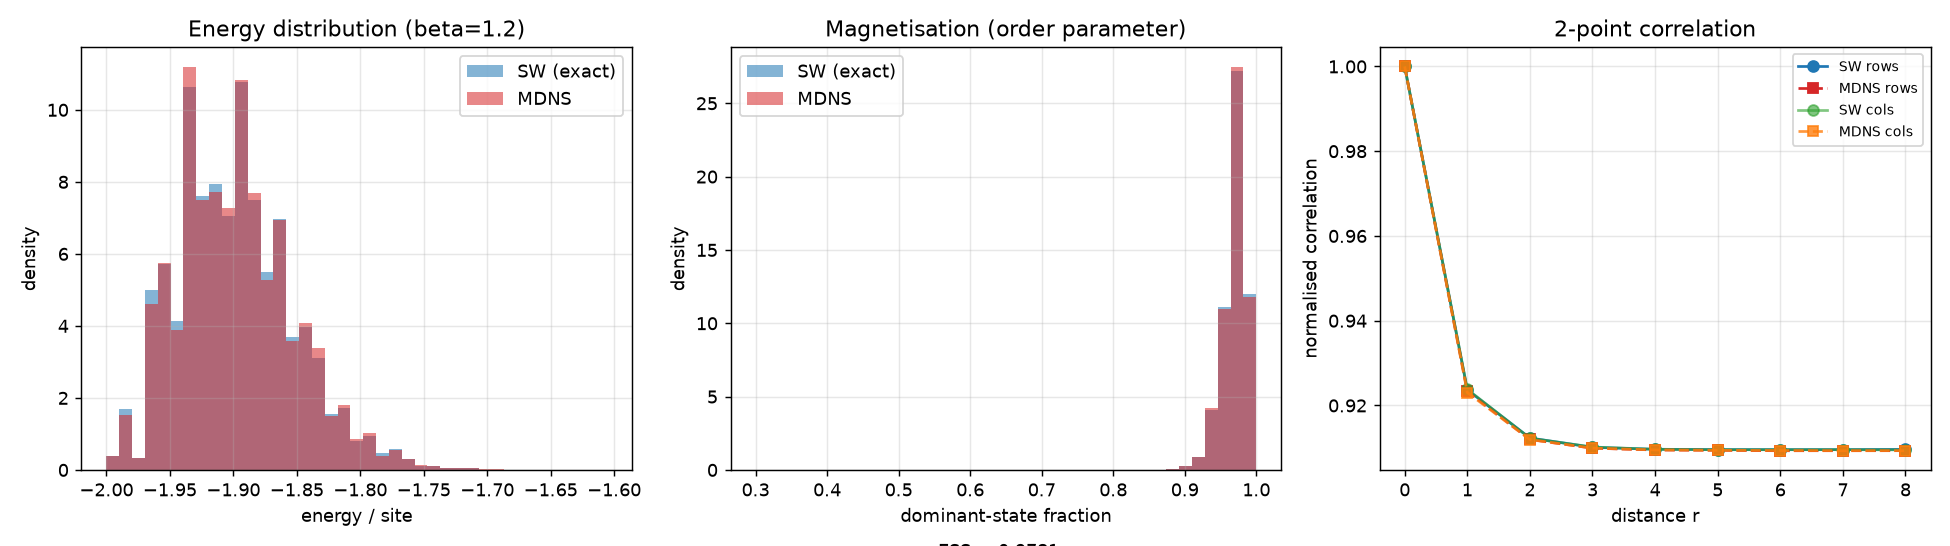 Energy distribution (beta=1.2)
SW (exact)
MDNS
density
10
8
6
4
2
0
−2.00 −1.95 −1.90 −1.85 −1.80 −1.75 −1.70 −1.65 −1.60
energy / site
Magnetisation (order parameter)
SW (exact)
MDNS
density
25
20
15
10
5
0
0.3 0.4 0.5 0.6 0.7 0.8 0.9 1.0
dominant-state fraction
2-point correlation
SW rows
MDNS rows
SW cols
MDNS cols
normalised correlation
1.00
0.98
0.96
0.94
0.92
0 1 2 3 4 5 6 7 8
distance r